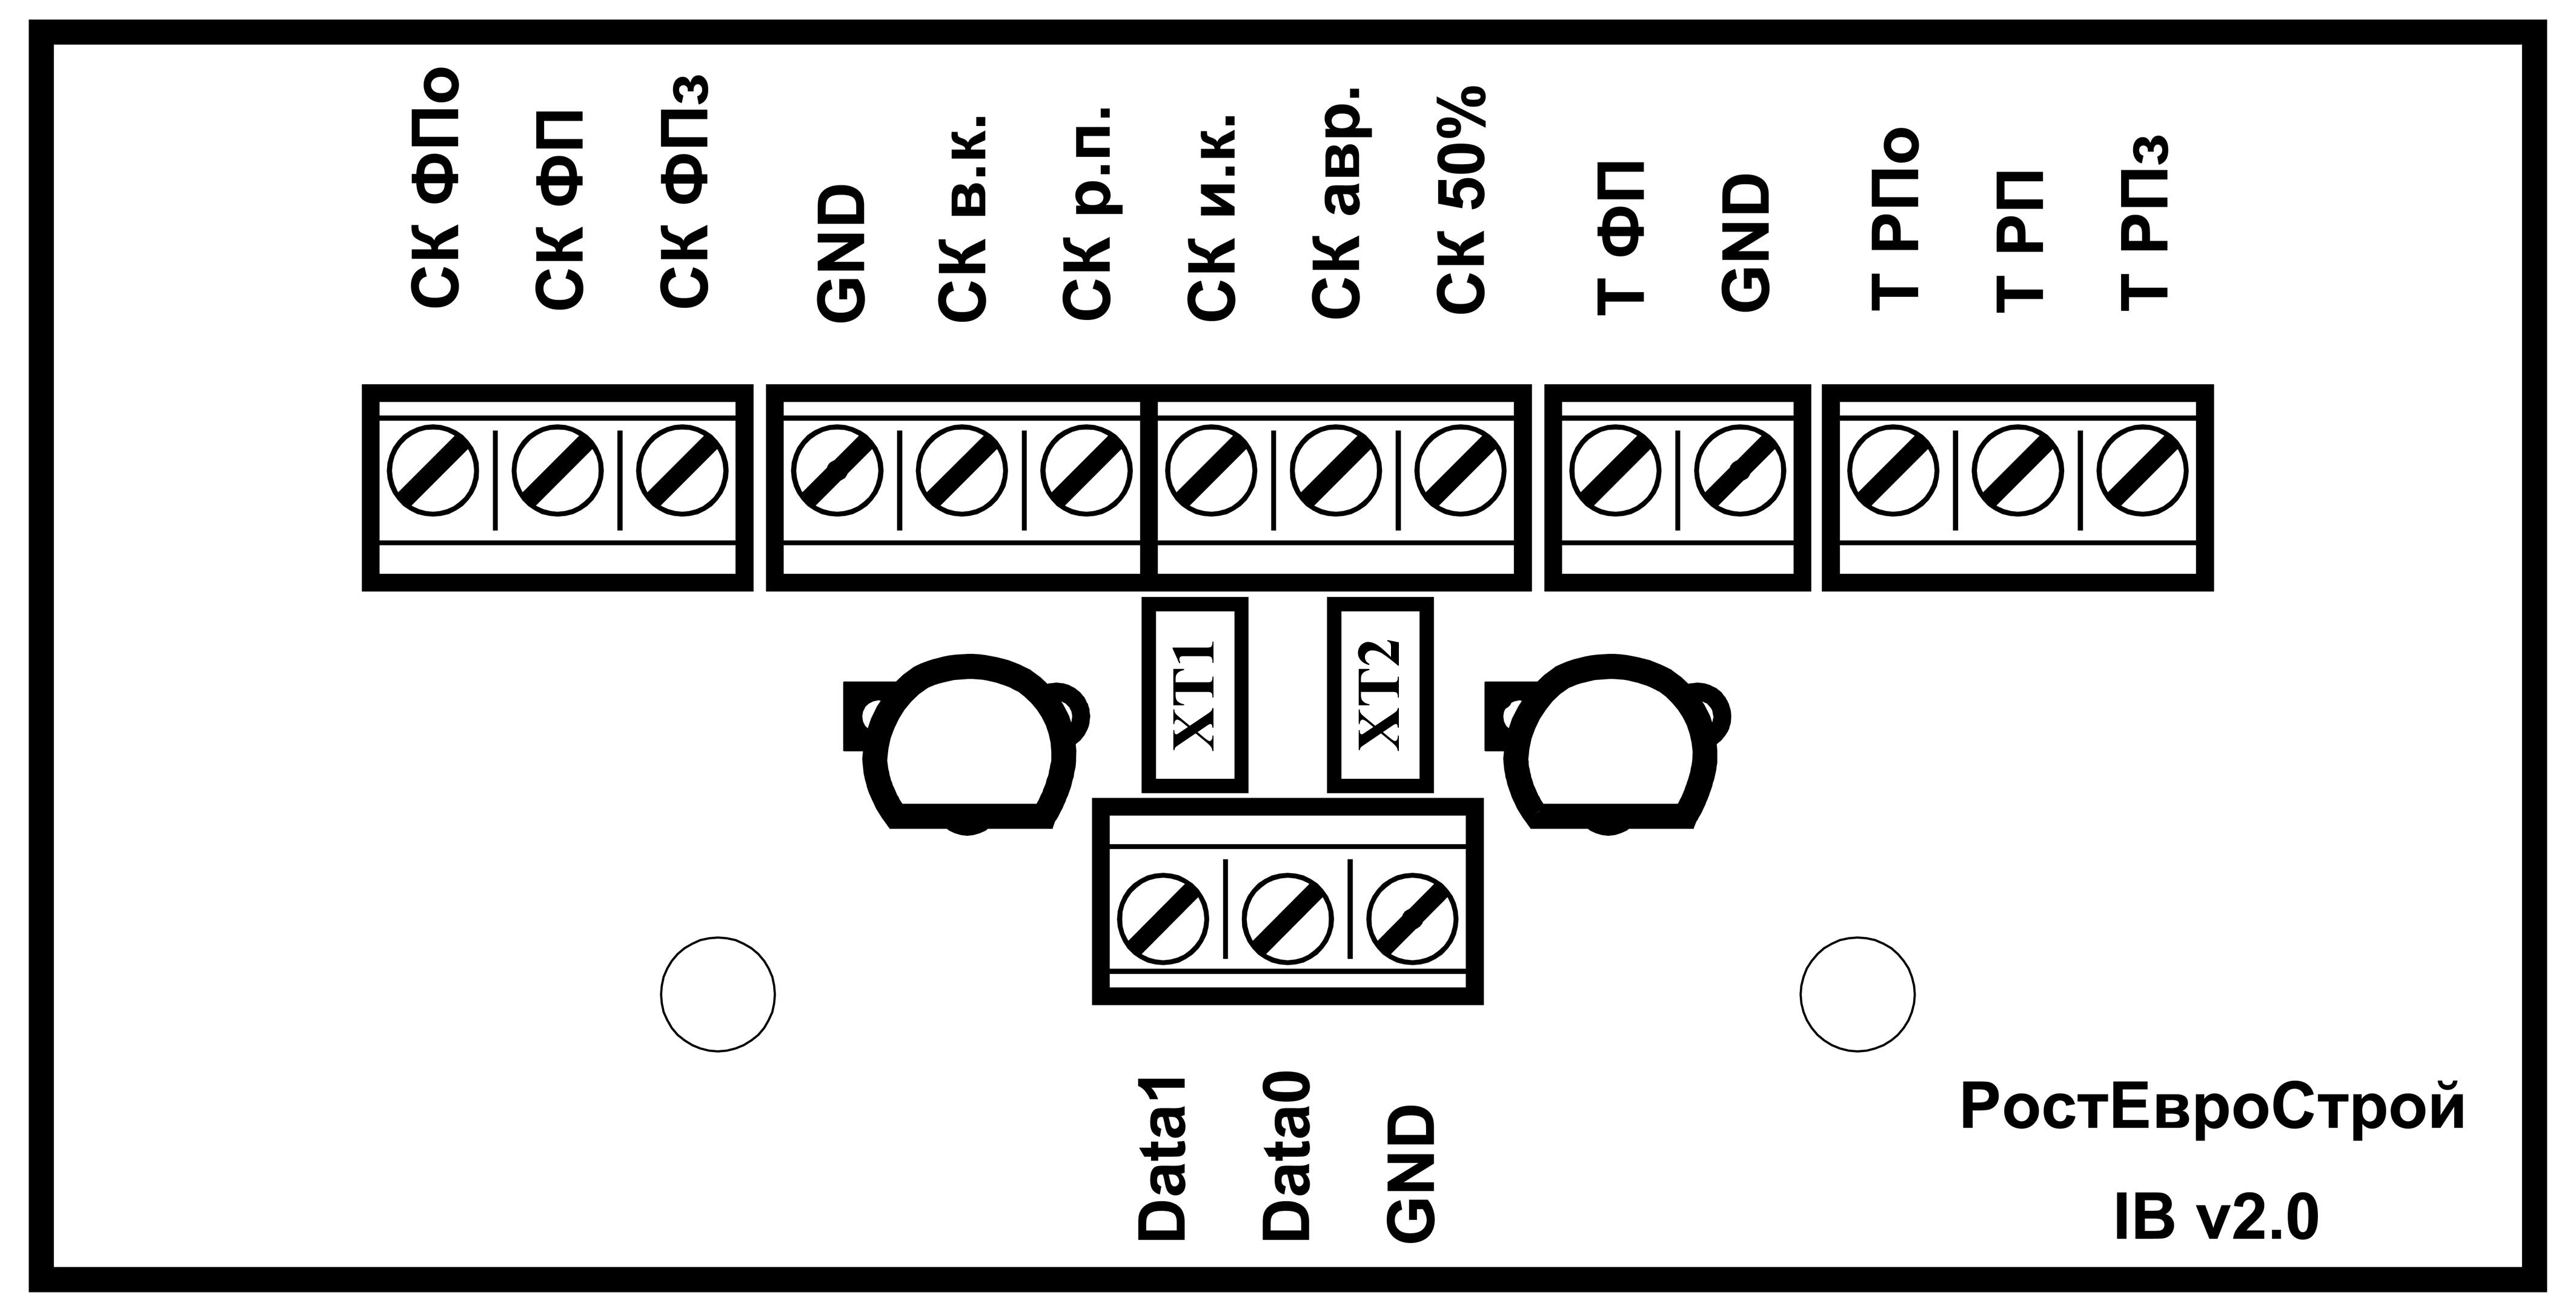 СК ФПо
СК ФП
СК ФПз
GND
СК в.к.
СК р.п.
СК и.к.
СК авр.
СК 50%
Т ФП
GND
Т РПо
Т РП
Т РПз
XT1
XT2
Data1
Data0
GND
РостЕвроСтрой
IB v2.0